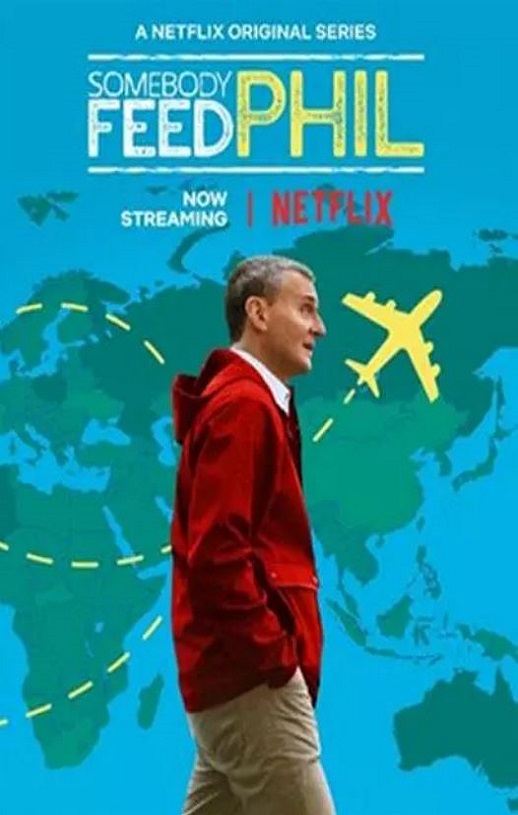 A NETFLIX ORIGINAL SERIES
SOMEBODY
FEED PHIL
NOW
STREAMING
NETFLIX